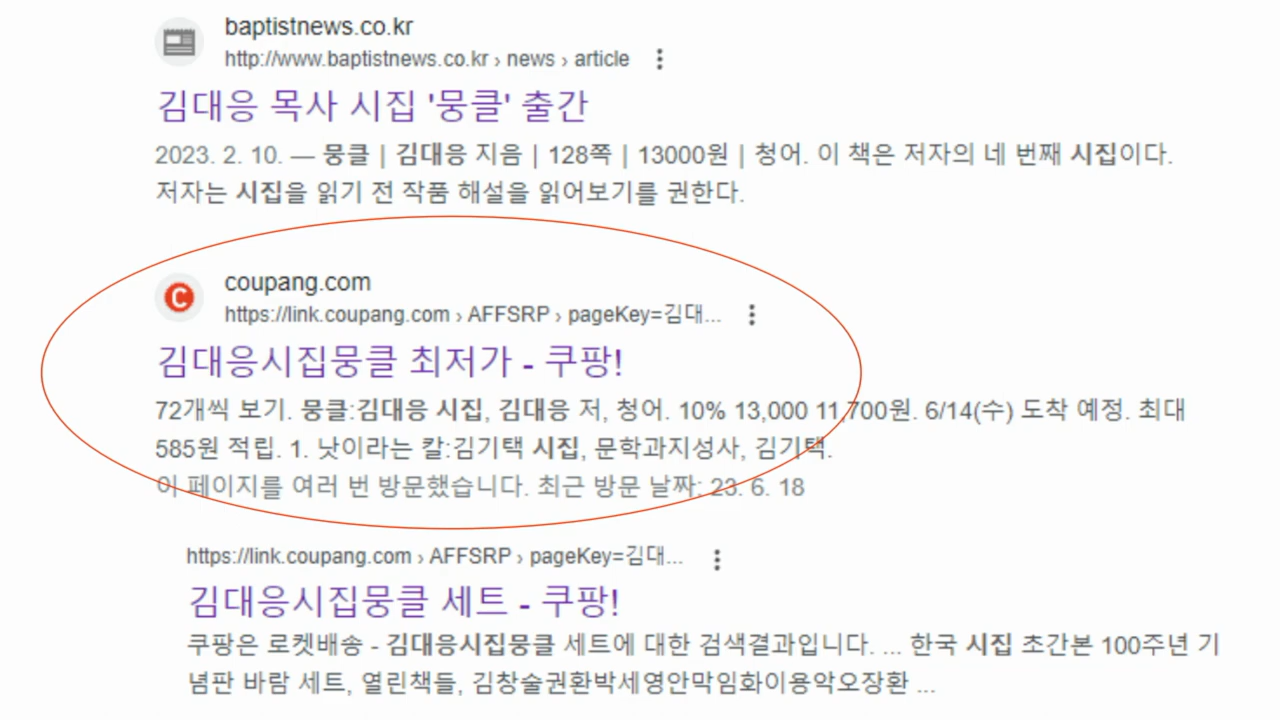 baptistnews.co.kr
http://www.baptistnews.co.kr › news › article
김대응 목사 시집 '뭉클' 출간
2023. 2. 10. — 뭉클 | 김대응 지음 | 128쪽 | 13000원 | 청어. 이 책은 저자의 네 번째 시집이다.
저자는 시집을 읽기 전 작품 해설을 읽어보기를 권한다.
coupang.com
https://link.coupang.com › AFFSRP › pageKey=김대...
김대응시집뭉클 최저가 - 쿠팡!
72개씩 보기. 뭉클:김대응 시집, 김대응 저, 청어. 10% 13,000 11,700원. 6/14(수) 도착 예정. 최대
585원 적립. 1. 낫이라는 칼:김기택 시집, 문학과지성사, 김기택.
이 페이지를 여러 번 방문했습니다. 최근 방문 날짜: 23. 6. 18
https://link.coupang.com › AFFSRP › pageKey=김대...
김대응시집뭉클 세트 - 쿠팡!
쿠팡은 로켓배송 - 김대응시집뭉클 세트에 대한 검색결과입니다. ... 한국 시집 초간본 100주년 기
념판 바람 세트, 열린책들, 김창술권환박세영안막임화이용악오장환 ...